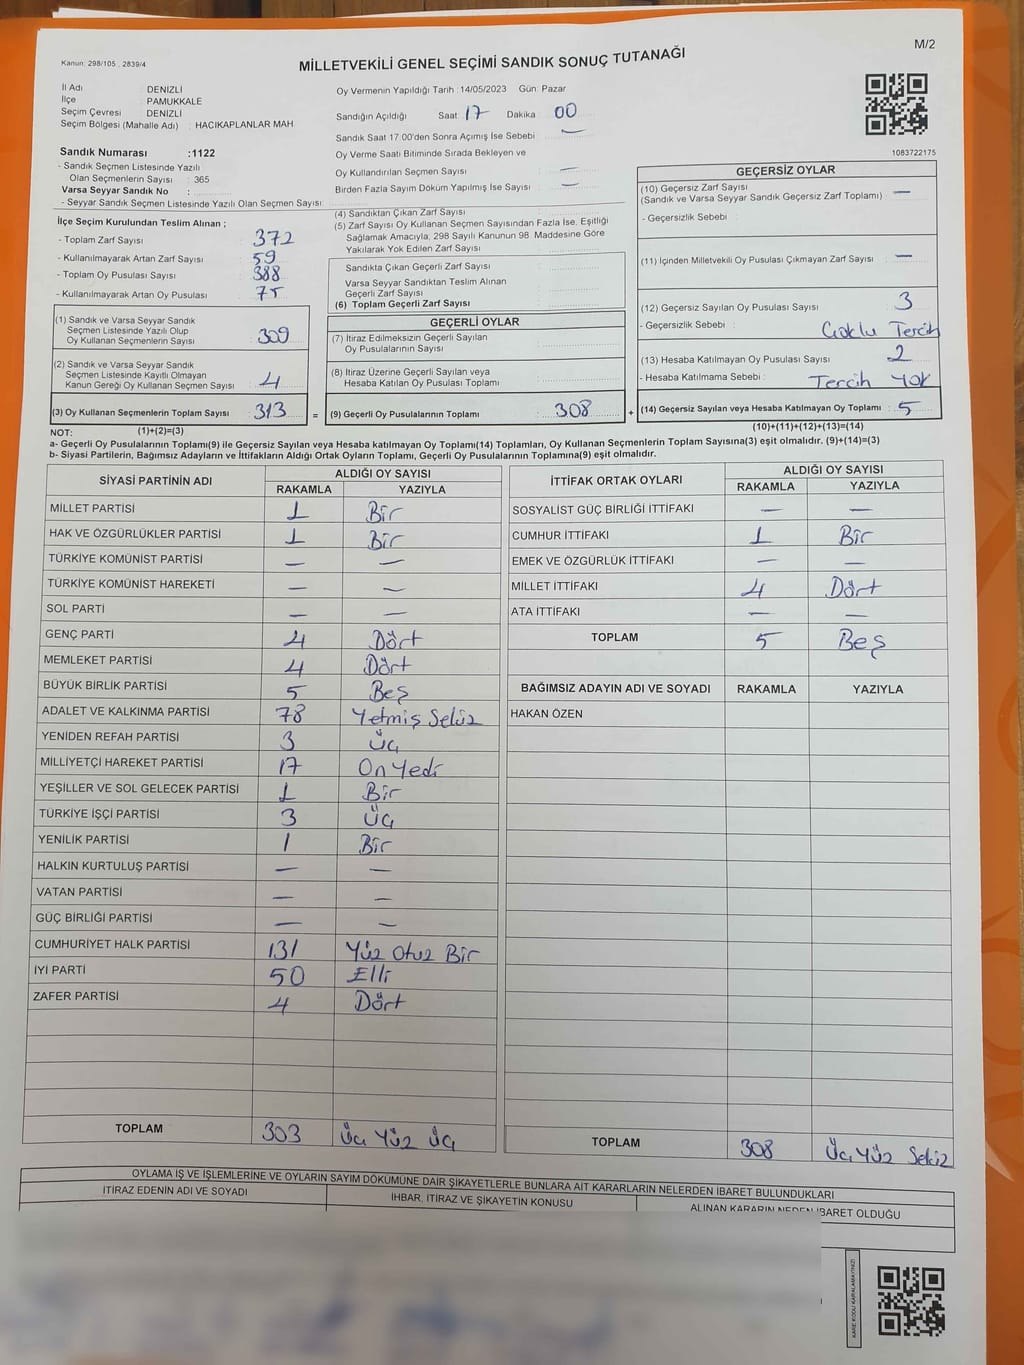 M/2
Kanun: 298/105 , 2839/4
MİLLETVEKİLİ GENEL SEÇİMİ SANDIK SONUÇ TUTANAĞI
İl Adı : DENİZLİ
İlçe : PAMUKKALE
Seçim Çevresi : DENİZLİ
Seçim Bölgesi (Mahalle Adı) : HACIKAPLANLAR MAH.
Oy Vermenin Yapıldığı Tarih :14/05/2023 Gün: Pazar
Sandığın Açıldığı Saat 17 Dakika 00
Sandık Saat 17.00'den Sonra Açımış İse Sebebi : —
Oy Verme Saati Bitiminde Sırada Bekleyen ve
Oy Kullandırılan Seçmen Sayısı : —
Birden Fazla Sayım Döküm Yapılmış İse Sayısı : —
1083722175
Sandık Numarası :1122
- Sandık Seçmen Listesinde Yazılı
Olan Seçmenlerin Sayısı : 365
Varsa Seyyar Sandık No :
- Seyyar Sandık Seçmen Listesinde Yazılı Olan Seçmen Sayısı:
İlçe Seçim Kurulundan Teslim Alınan ;
- Toplam Zarf Sayısı : 372
- Kullanılmayarak Artan Zarf Sayısı : 59
- Toplam Oy Pusulası Sayısı : 388
- Kullanılmayarak Artan Oy Pusulası : 75
(1) Sandık ve Varsa Seyyar Sandık
Seçmen Listesinde Yazılı Olup
Oy Kullanan Seçmenlerin Sayısı : 309
(2) Sandık ve Varsa Seyyar Sandık
Seçmen Listesinde Kayıtlı Olmayan
Kanun Gereği Oy Kullanan Seçmen Sayısı : 4
(3) Oy Kullanan Seçmenlerin Toplam Sayısı : 313 =
(4) Sandıktan Çıkan Zarf Sayısı :
(5) Zarf Sayısı Oy Kullanan Seçmen Sayısından Fazla İse, Eşitliği
Sağlamak Amacıyla, 298 Sayılı Kanunun 98. Maddesine Göre
Yakılarak Yok Edilen Zarf Sayısı :
Sandıkta Çıkan Geçerli Zarf Sayısı :
Varsa Seyyar Sandıktan Teslim Alınan
Geçerli Zarf Sayısı :
(6) Toplam Geçerli Zarf Sayısı :
GEÇERLİ OYLAR
(7) İtiraz Edilmeksizin Geçerli Sayılan
Oy Pusulalarının Sayısı :
(8) İtiraz Üzerine Geçerli Sayılan veya
Hesaba Katılan Oy Pusulası Toplamı :
(9) Geçerli Oy Pusulalarının Toplamı : 308 +
GEÇERSİZ OYLAR
(10) Geçersiz Zarf Sayısı : —
(Sandık ve Varsa Seyyar Sandık Geçersiz Zarf Toplamı)
- Geçersizlik Sebebi :
(11) İçinden Milletvekili Oy Pusulası Çıkmayan Zarf Sayısı : —
(12) Geçersiz Sayılan Oy Pusulası Sayısı : 3
- Geçersizlik Sebebi : Çoklu Tercih
(13) Hesaba Katılmayan Oy Pusulası Sayısı : 2
- Hesaba Katılmama Sebebi : Tercih Yok
(14) Geçersiz Sayılan veya Hesaba Katılmayan Oy Toplamı : 5
NOT: (1)+(2)=(3)
(10)+(11)+(12)+(13)=(14)
a- Geçerli Oy Pusulalarının Toplamı(9) ile Geçersiz Sayılan veya Hesaba katılmayan Oy Toplamı(14) Toplamları, Oy Kullanan Seçmenlerin Toplam Sayısına(3) eşit olmalıdır. (9)+(14)=(3)
b- Siyasi Partilerin, Bağımsız Adayların ve İttifakların Aldığı Ortak Oyların Toplamı, Geçerli Oy Pusulalarının Toplamına(9) eşit olmalıdır.
SİYASİ PARTİNİN ADI ALDIĞI OY SAYISI
RAKAMLA YAZIYLA
MİLLET PARTİSİ 1 Bir
HAK VE ÖZGÜRLÜKLER PARTİSİ 1 Bir
TÜRKİYE KOMÜNİST PARTİSİ — —
TÜRKİYE KOMÜNİST HAREKETİ — —
SOL PARTİ — —
GENÇ PARTİ 4 Dört
MEMLEKET PARTİSİ 4 Dört
BÜYÜK BİRLİK PARTİSİ 5 Beş
ADALET VE KALKINMA PARTİSİ 78 Yetmiş Sekiz
YENİDEN REFAH PARTİSİ 3 Üç
MİLLİYETÇİ HAREKET PARTİSİ 17 On Yedi
YEŞİLLER VE SOL GELECEK PARTİSİ 1 Bir
TÜRKİYE İŞÇİ PARTİSİ 3 Üç
YENİLİK PARTİSİ 1 Bir
HALKIN KURTULUŞ PARTİSİ — —
VATAN PARTİSİ — —
GÜÇ BİRLİĞİ PARTİSİ — —
CUMHURİYET HALK PARTİSİ 131 Yüz Otuz Bir
İYİ PARTİ 50 Elli
ZAFER PARTİSİ 4 Dört
TOPLAM 303 Üç Yüz Üç
İTTİFAK ORTAK OYLARI ALDIĞI OY SAYISI
RAKAMLA YAZIYLA
SOSYALİST GÜÇ BİRLİĞİ İTTİFAKI — —
CUMHUR İTTİFAKI 1 Bir
EMEK VE ÖZGÜRLÜK İTTİFAKI — —
MİLLET İTTİFAKI 4 Dört
ATA İTTİFAKI — —
TOPLAM 5 Beş
BAĞIMSIZ ADAYIN ADI VE SOYADI RAKAMLA YAZIYLA
HAKAN ÖZEN
TOPLAM 308 Üç Yüz Sekiz
OYLAMA İŞ VE İŞLEMLERİNE VE OYLARIN SAYIM DÖKÜMÜNE DAİR ŞİKAYETLERLE BUNLARA AİT KARARLARIN NELERDEN İBARET BULUNDUKLARI
İTİRAZ EDENİN ADI VE SOYADI İHBAR, İTİRAZ VE ŞİKAYETİN KONUSU ALINAN KARARIN NEDEN İBARET OLDUĞU
KARE KODU KARALAMAYINIZ!